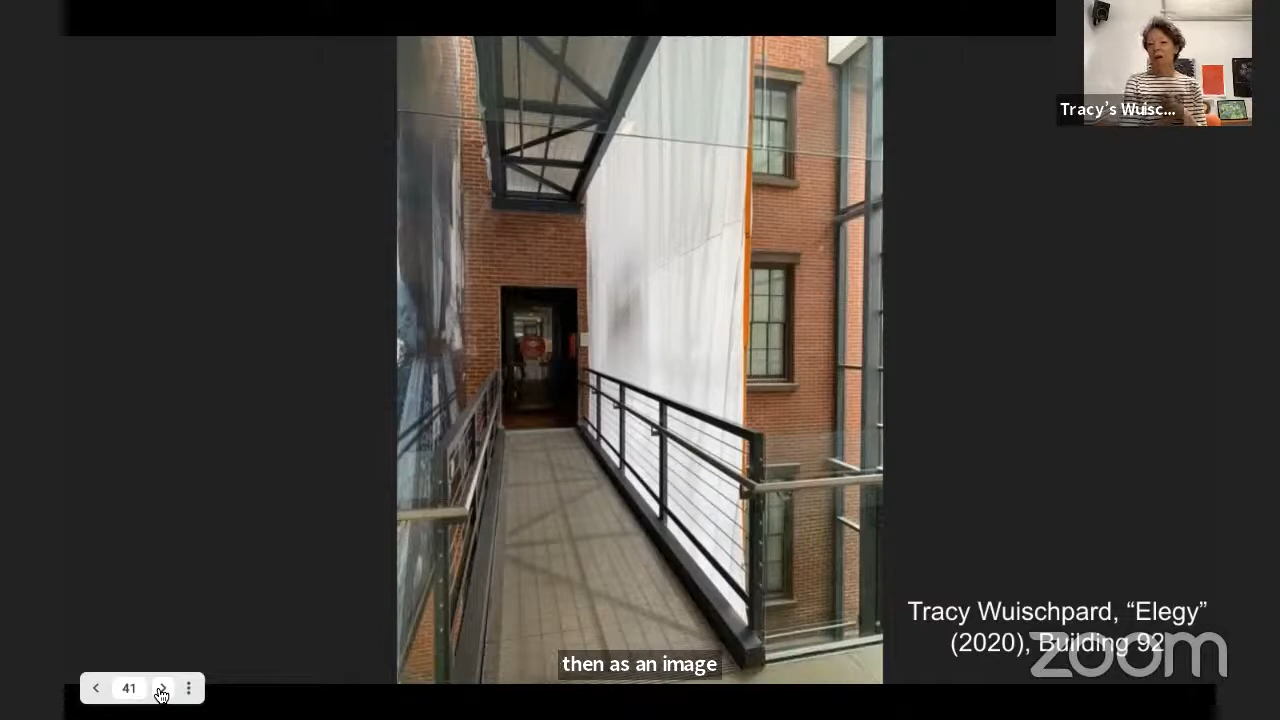 Tracy’s Wuisc...
Tracy Wuischpard, “Elegy”
(2020), Building 92
zoom
then as an image
41